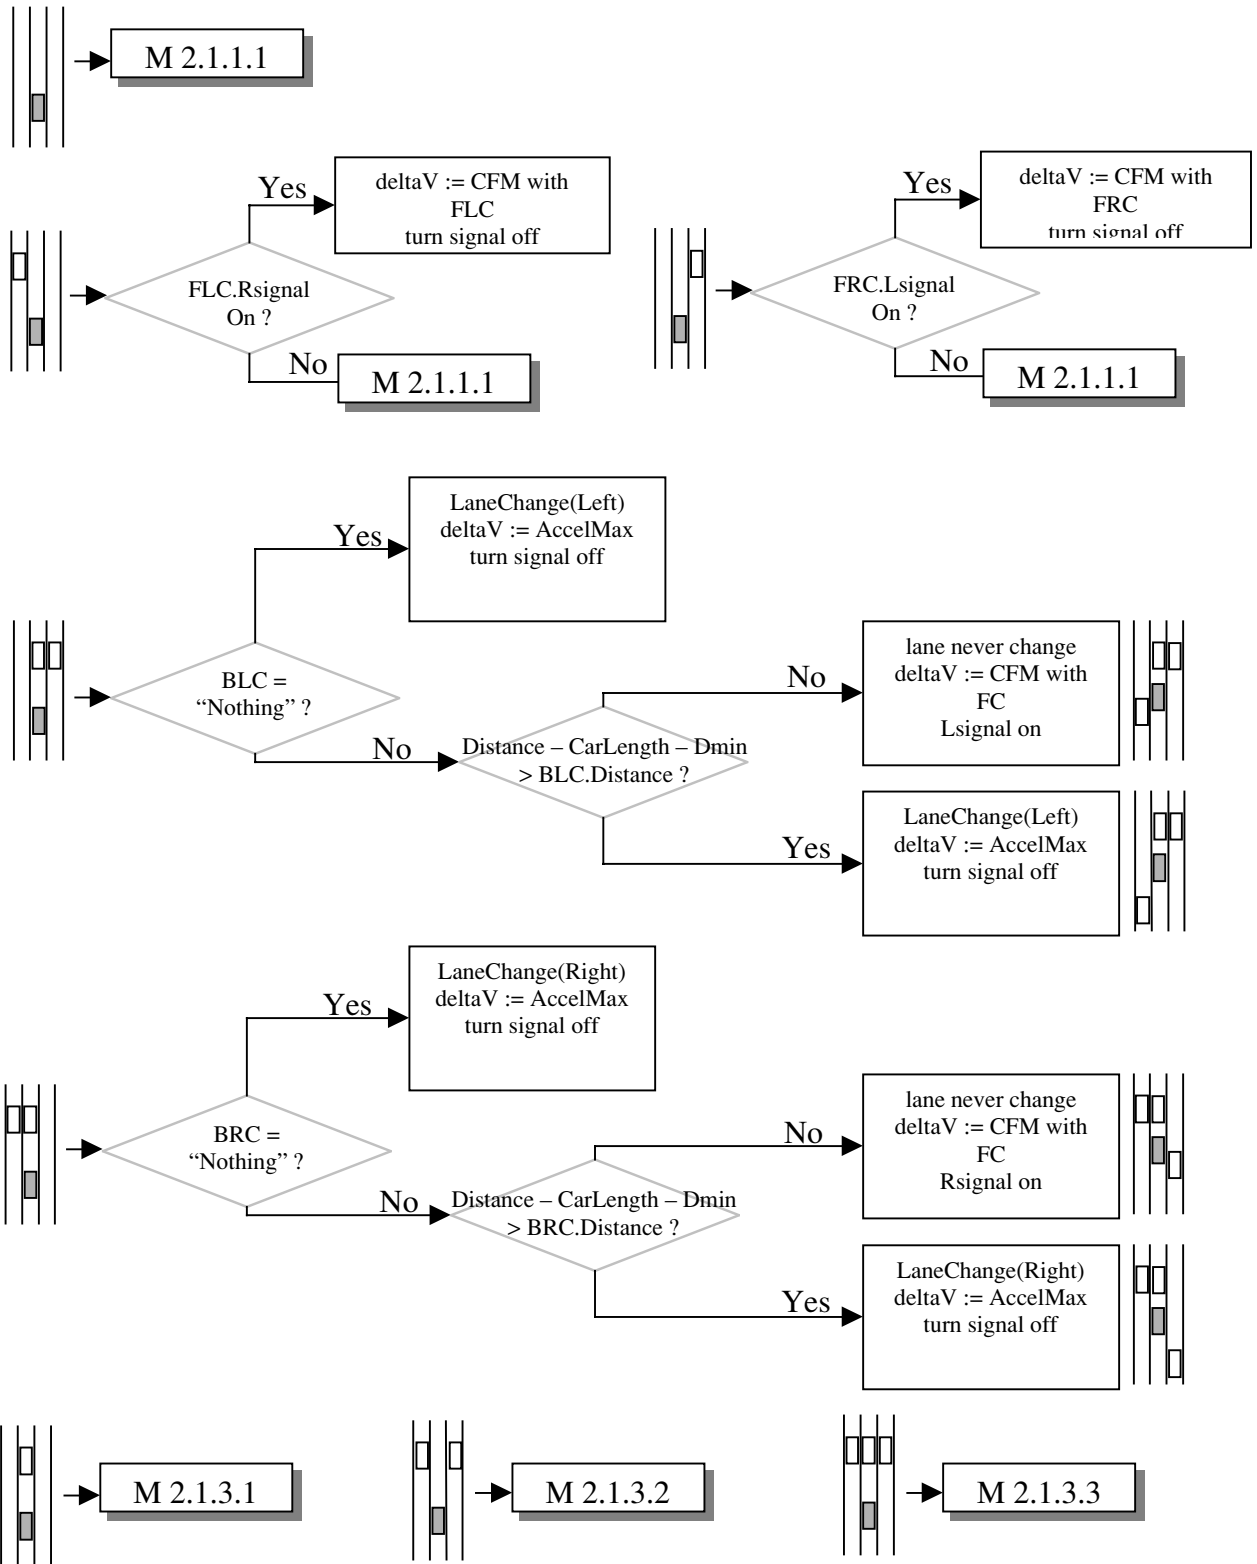 M 2.1.1.1
Yes
deltaV := CFM with
FLC
turn signal off
FLC.Rsignal
On ?
No
M 2.1.1.1
Yes
deltaV := CFM with
FRC
turn signal off
FRC.Lsignal
On ?
No
M 2.1.1.1
LaneChange(Left)
deltaV := AccelMax
turn signal off
Yes
BLC =
“Nothing” ?
No
Distance – CarLength – Dmin
> BLC.Distance ?
No
lane never change
deltaV := CFM with
FC
Lsignal on
Yes
LaneChange(Left)
deltaV := AccelMax
turn signal off
LaneChange(Right)
deltaV := AccelMax
turn signal off
Yes
BRC =
“Nothing” ?
No
Distance – CarLength – Dmin
> BRC.Distance ?
No
lane never change
deltaV := CFM with
FC
Rsignal on
Yes
LaneChange(Right)
deltaV := AccelMax
turn signal off
M 2.1.3.1
M 2.1.3.2
M 2.1.3.3